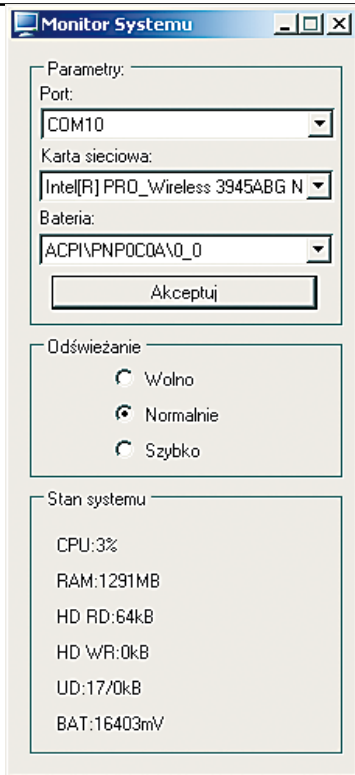 Monitor Systemu
Parametry:
Port:
COM10
Karta sieciowa:
Intel[R] PRO_Wireless 3945ABG N
Bateria:
ACPI\PNP0C0A\0_0
Akceptuj
Odświeżanie
Wolno
Normalnie
Szybko
Stan systemu
CPU:3%
RAM:1291MB
HD RD:64kB
HD WR:0kB
UD:17/0kB
BAT:16403mV